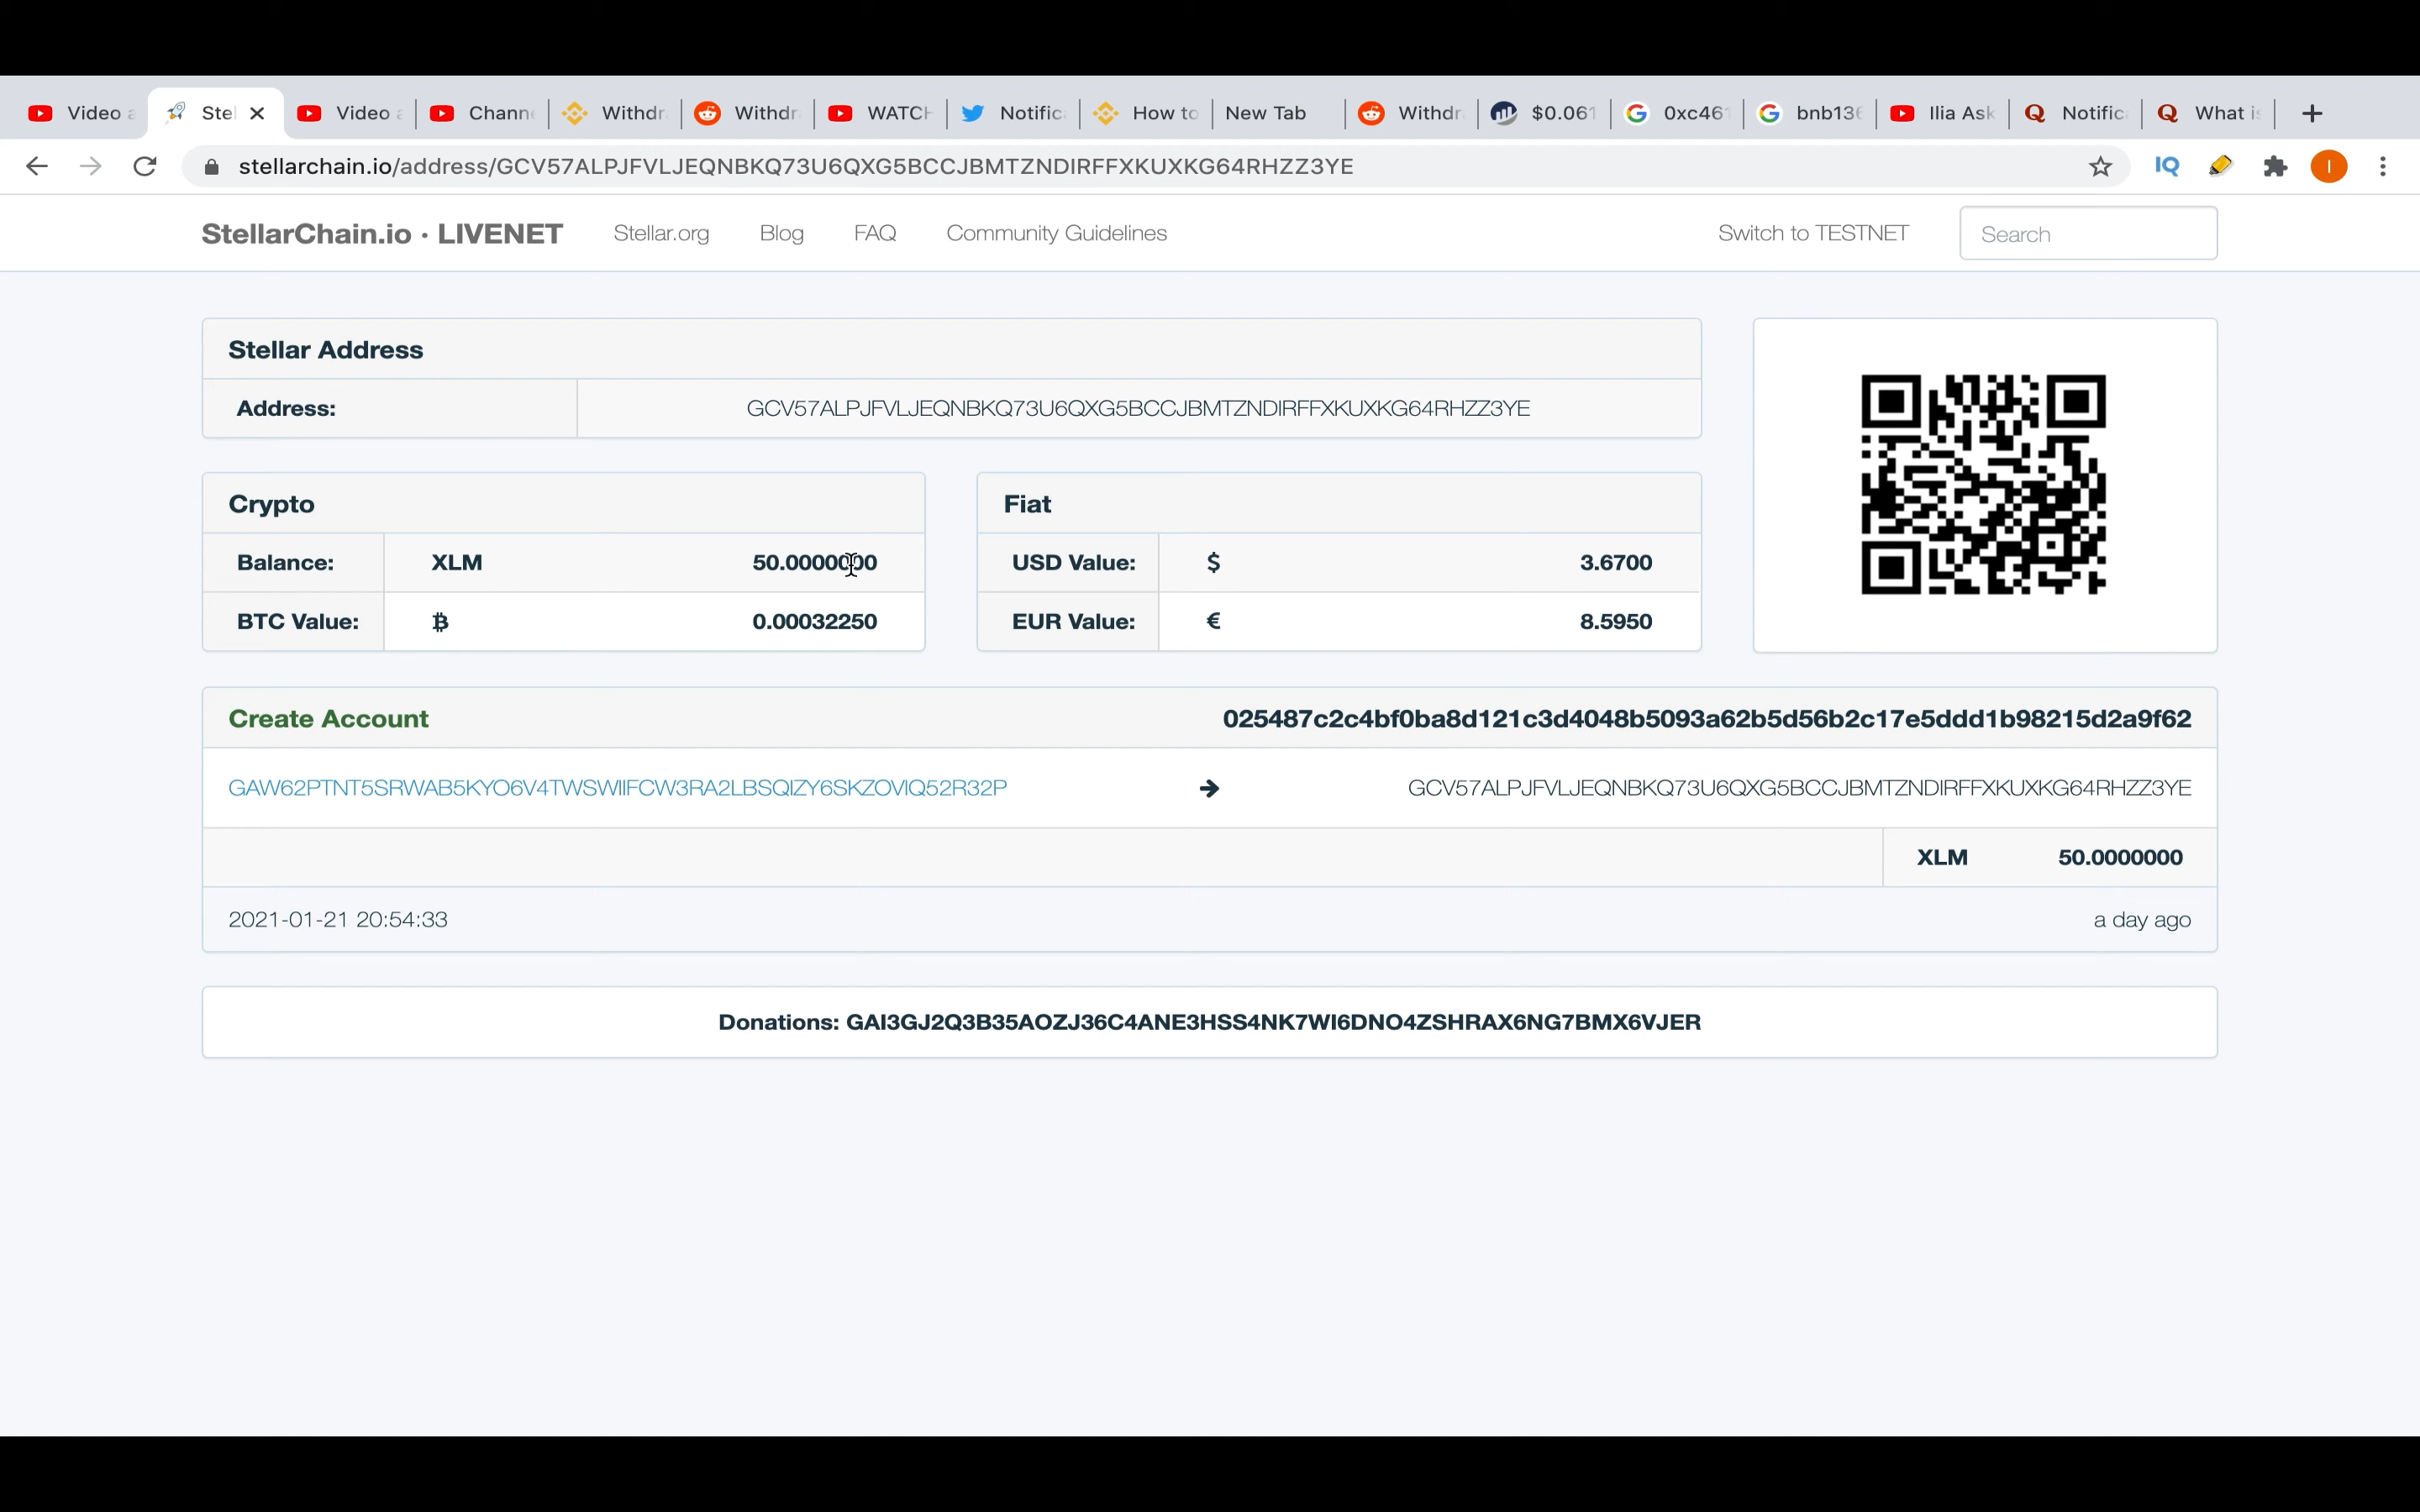 Video a
Stel
Video a
Chann
Withdr
Withdr
WATCH
Notific
How to
New Tab
Withdr
$0.061
0xc461
bnb136
Ilia Ask
Notific
What is
stellarchain.io/address/GCV57ALPJFVLJEQNBKQ73U6QXG5BCCJBMTZNDIRFFXKUXKG64RHZZ3YE
IQ
I
StellarChain.io · LIVENET
Stellar.org
Blog
FAQ
Community Guidelines
Switch to TESTNET
Search
Stellar Address
Address: GCV57ALPJFVLJEQNBKQ73U6QXG5BCCJBMTZNDIRFFXKUXKG64RHZZ3YE
Crypto
Balance: XLM 50.0000000
BTC Value: ₿ 0.00032250
Fiat
USD Value: $ 3.6700
EUR Value: € 8.5950
Create Account 025487c2c4bf0ba8d121c3d4048b5093a62b5d56b2c17e5ddd1b98215d2a9f62
GAW62PTNT5SRWAB5KYO6V4TWSWIIFCW3RA2LBSQIZY6SKZOVIQ52R32P → GCV57ALPJFVLJEQNBKQ73U6QXG5BCCJBMTZNDIRFFXKUXKG64RHZZ3YE
XLM 50.0000000
2021-01-21 20:54:33 a day ago
Donations: GAI3GJ2Q3B35AOZJ36C4ANE3HSS4NK7WI6DNO4ZSHRAX6NG7BMX6VJER